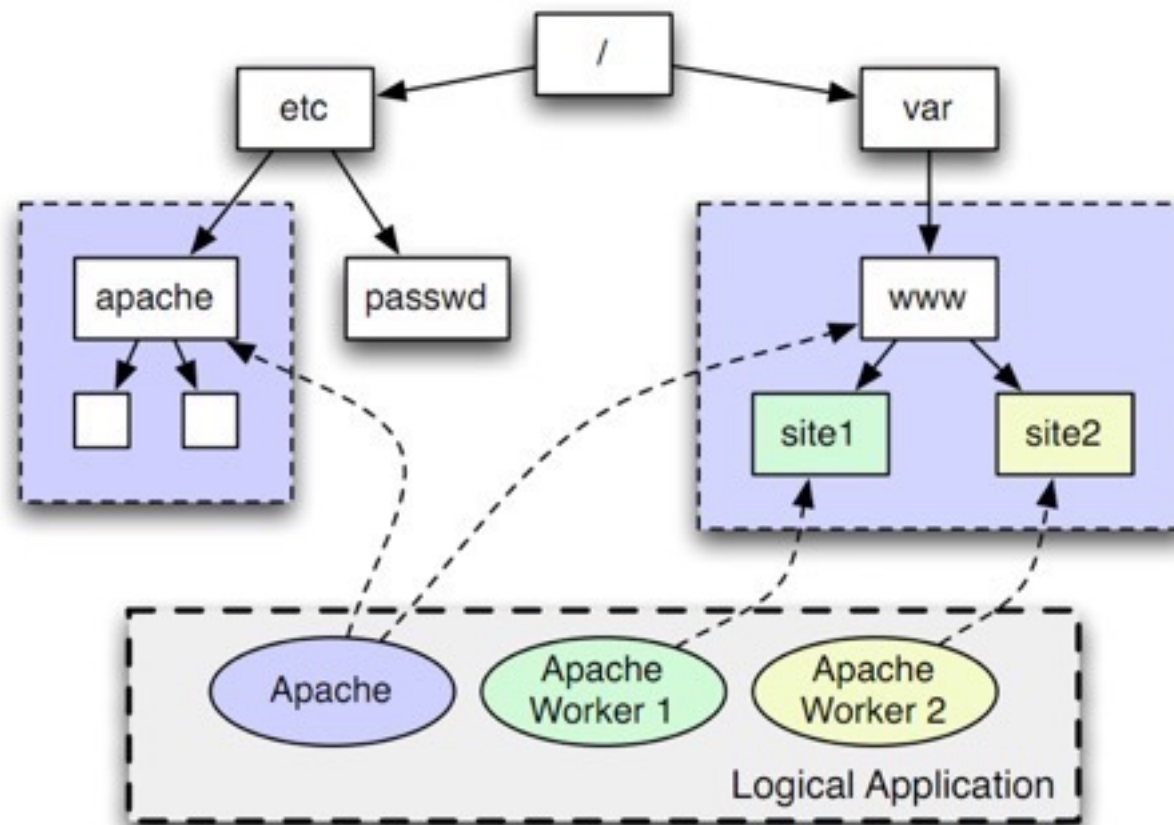 /
etc
var
apache
passwd
www
site1
site2
Apache
Apache
Worker 1
Apache
Worker 2
Logical Application